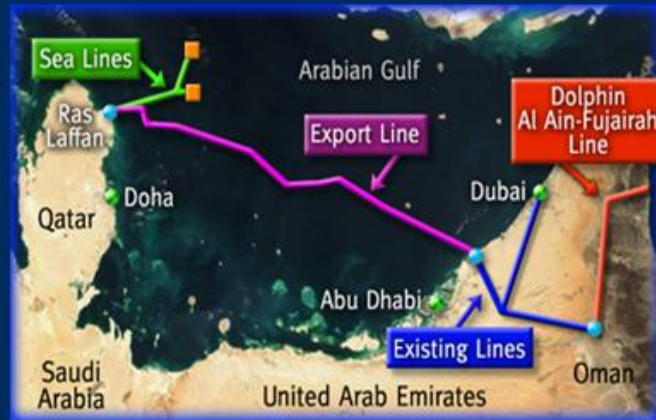 Sea Lines
Arabian Gulf
Ras
Laffan
Export Line
Dolphin
Al Ain-Fujairah
Line
Doha
Dubai
Qatar
Abu Dhabi
Existing Lines
Saudi
Arabia
United Arab Emirates
Oman